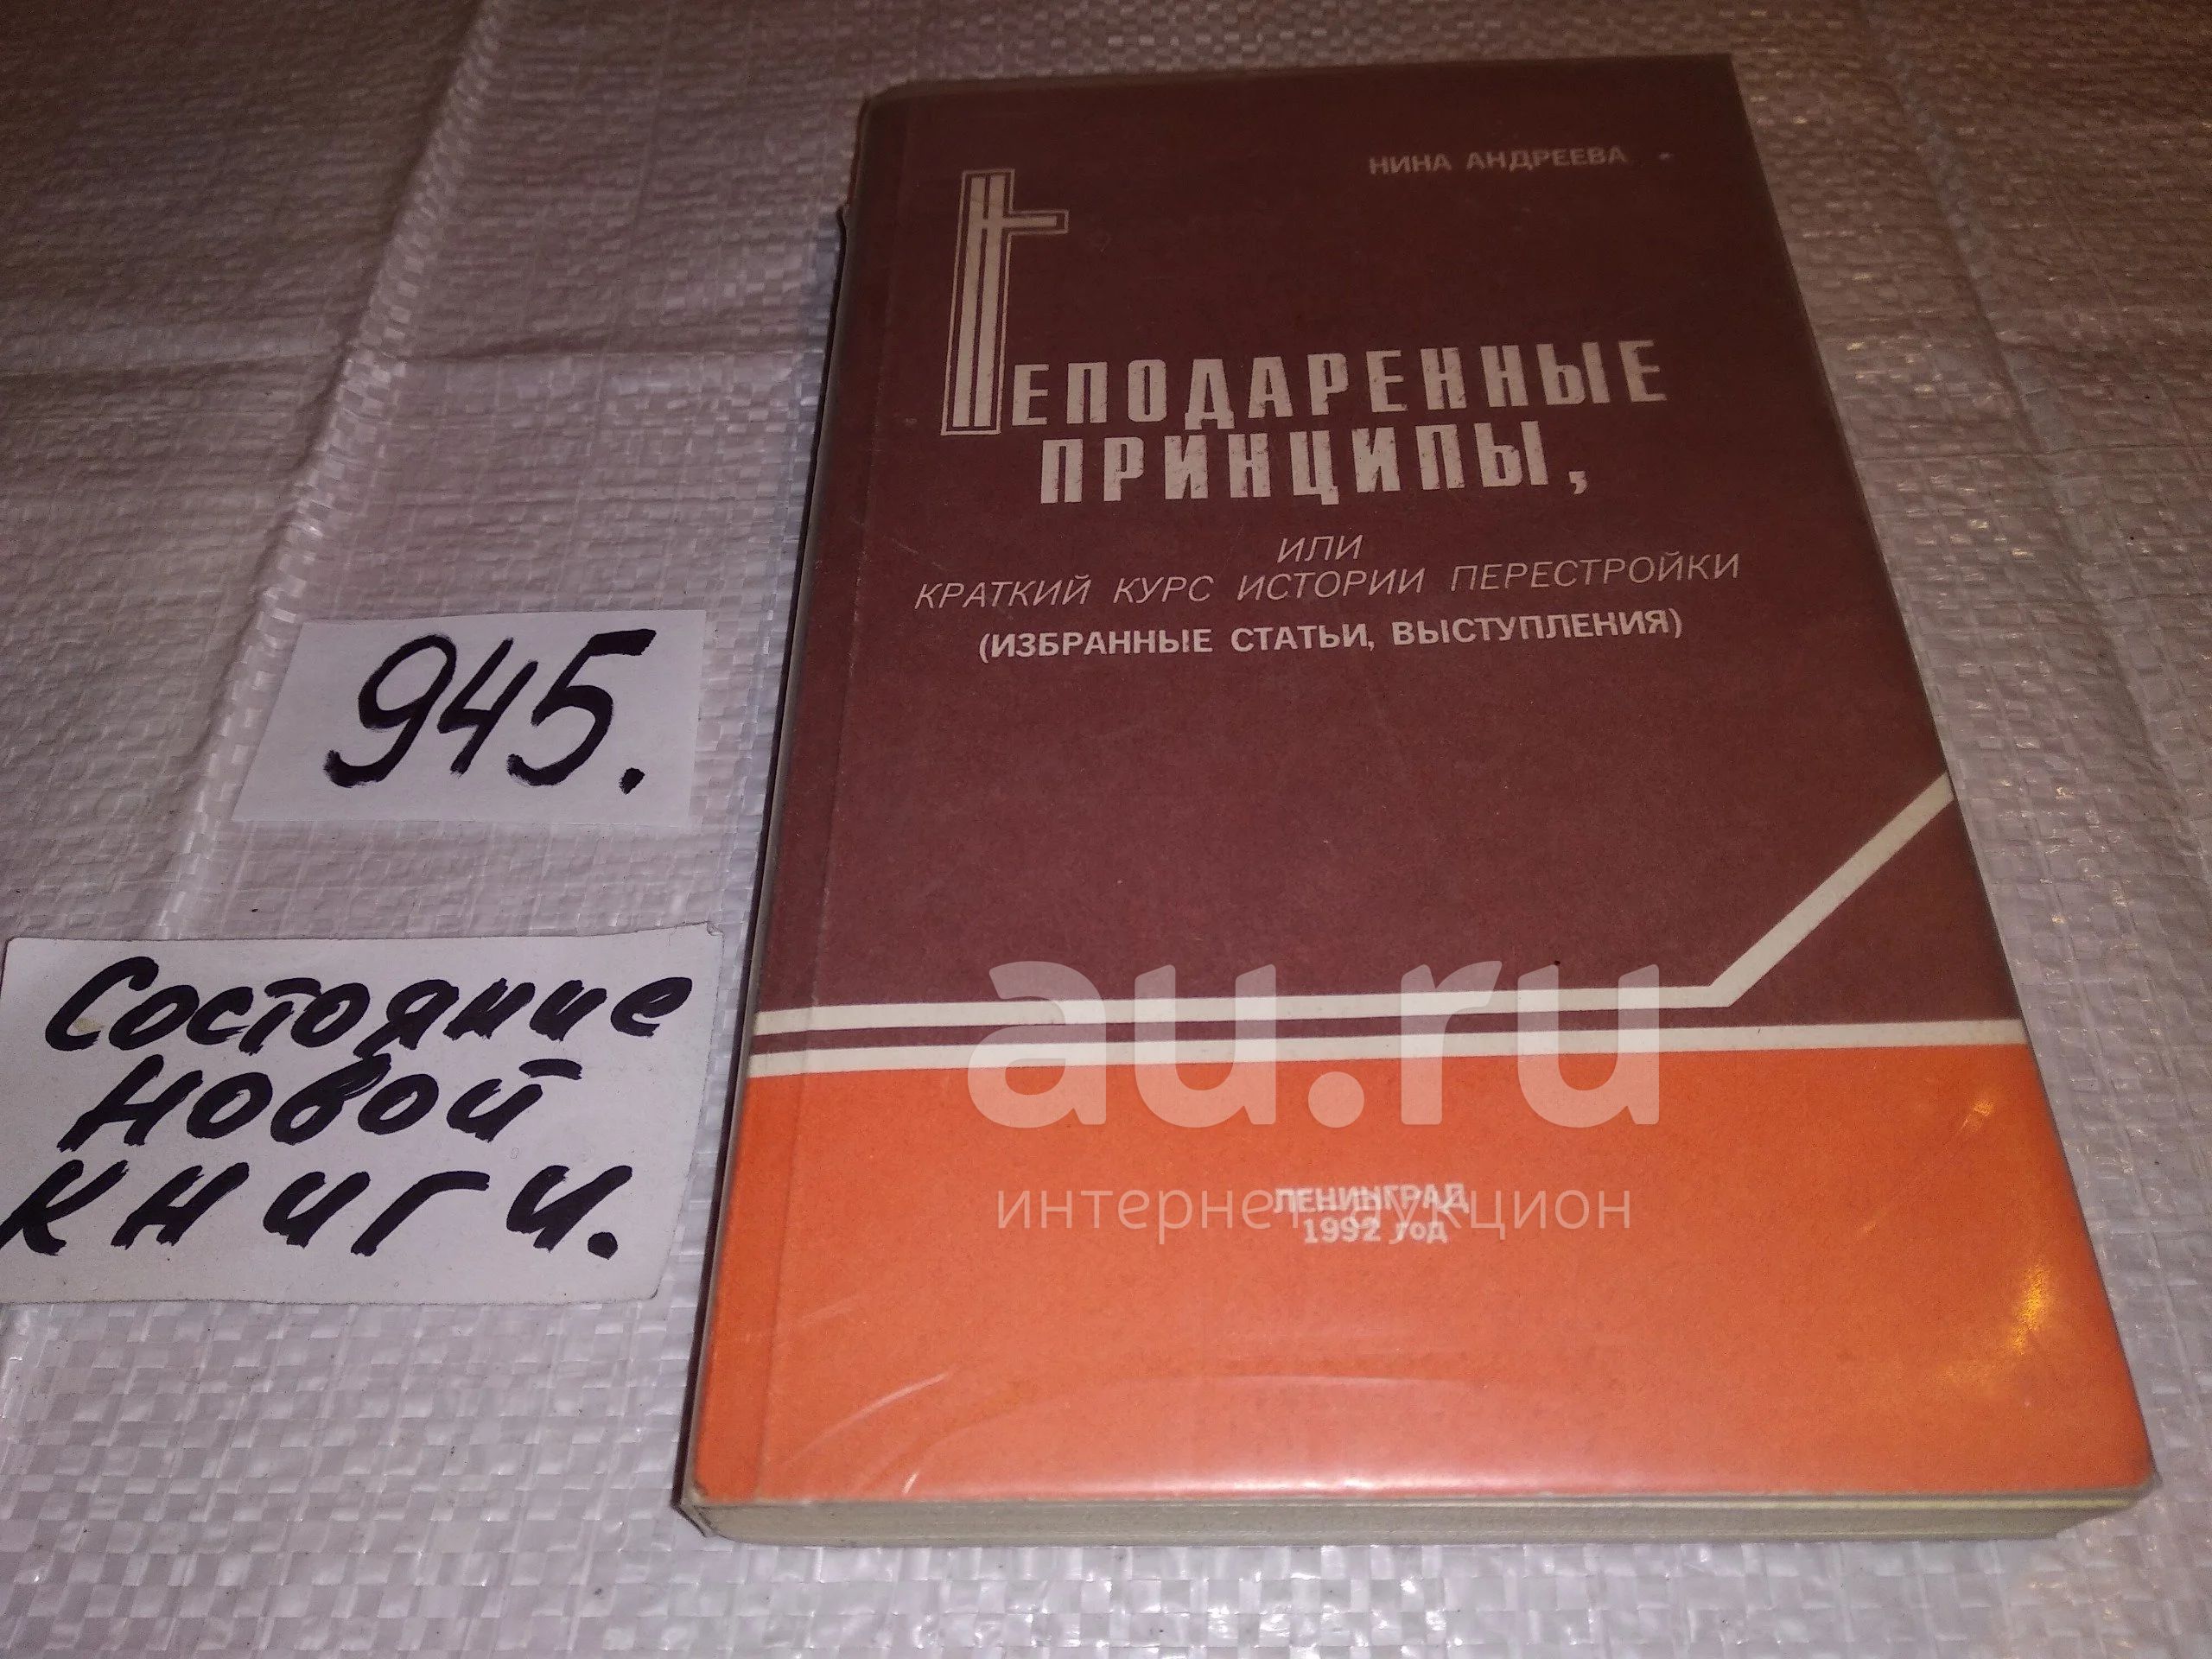 НИНА АНДРЕЕВА
НЕПОДАРЕННЫЕ
ПРИНЦИПЫ,
ИЛИ
КРАТКИЙ КУРС ИСТОРИИ ПЕРЕСТРОЙКИ
(ИЗБРАННЫЕ СТАТЬИ, ВЫСТУПЛЕНИЯ)
945.
Состояние
новой
книги.
au.ru
интернет-аукцион
ЛЕНИНГРАД
1992 год